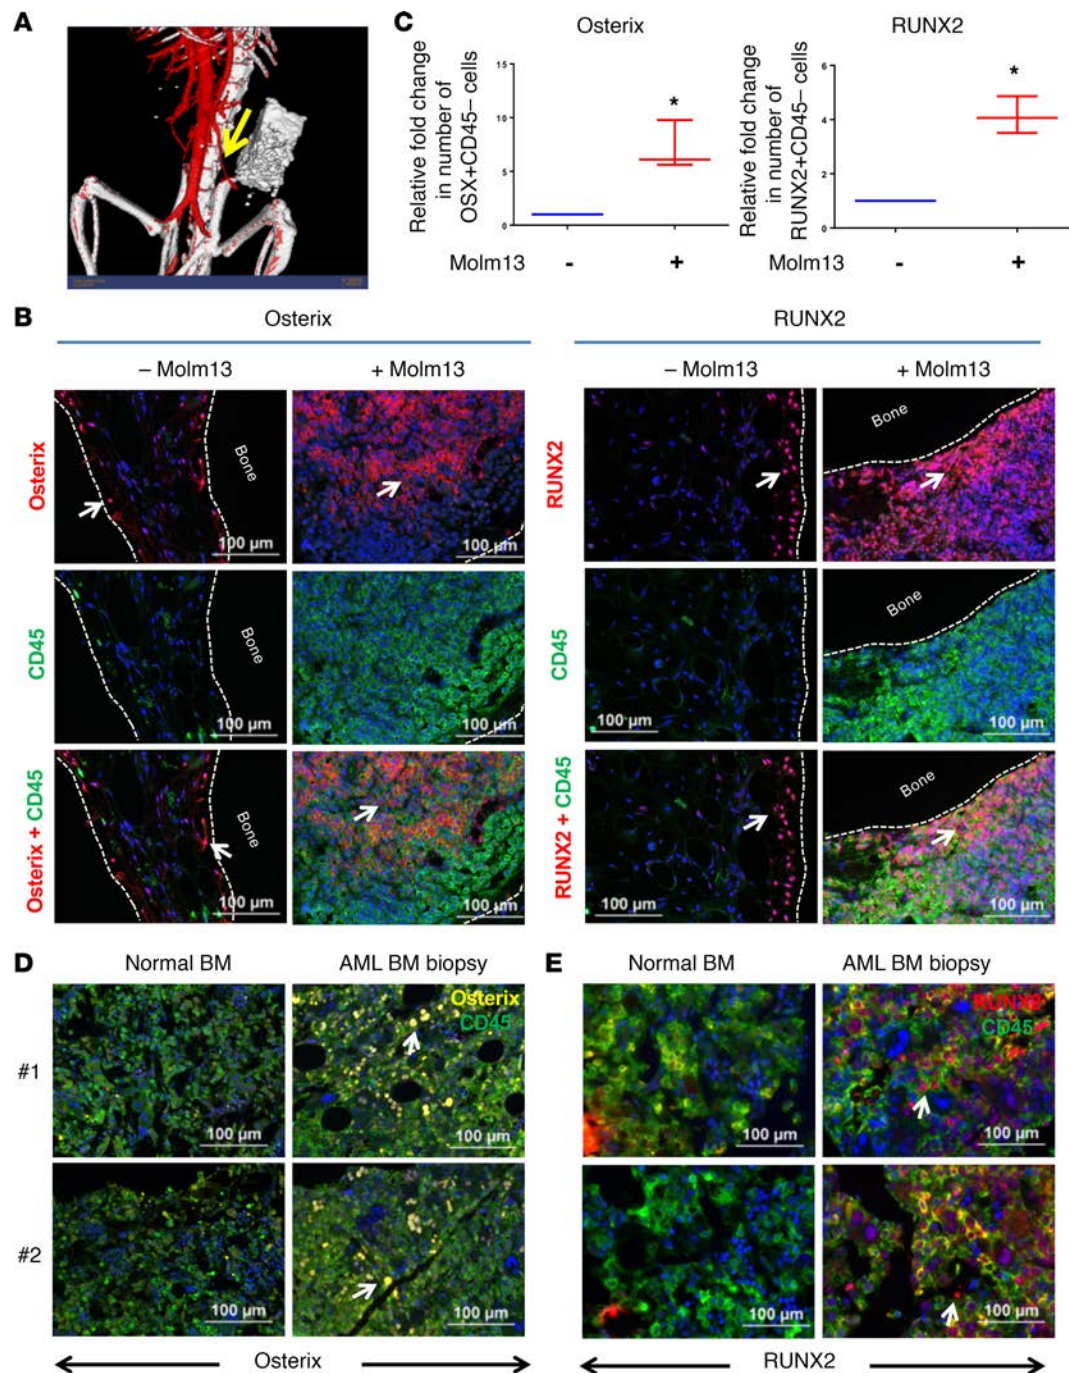 A
C
Osterix
RUNX2
Relative fold change
in number of
OSX+CD45– cells
15
10
5
0
*
Molm13
-
+
Relative fold change
in number of
RUNX2+CD45– cells
6
4
2
0
*
Molm13
-
+
B
Osterix
RUNX2
– Molm13
+ Molm13
– Molm13
+ Molm13
Osterix
Bone
100 µm
100 µm
RUNX2
100 µm
Bone
100 µm
CD45
Bone
100 µm
100 µm
CD45
100 µm
Bone
100 µm
Osterix + CD45
Bone
100 µm
100 µm
RUNX2 + CD45
100 µm
Bone
100 µm
D
Normal BM
AML BM biopsy
E
Normal BM
AML BM biopsy
#1
100 µm
Osterix
CD45
100 µm
100 µm
RUNX2
CD45
100 µm
#2
100 µm
100 µm
100 µm
100 µm
Osterix
RUNX2